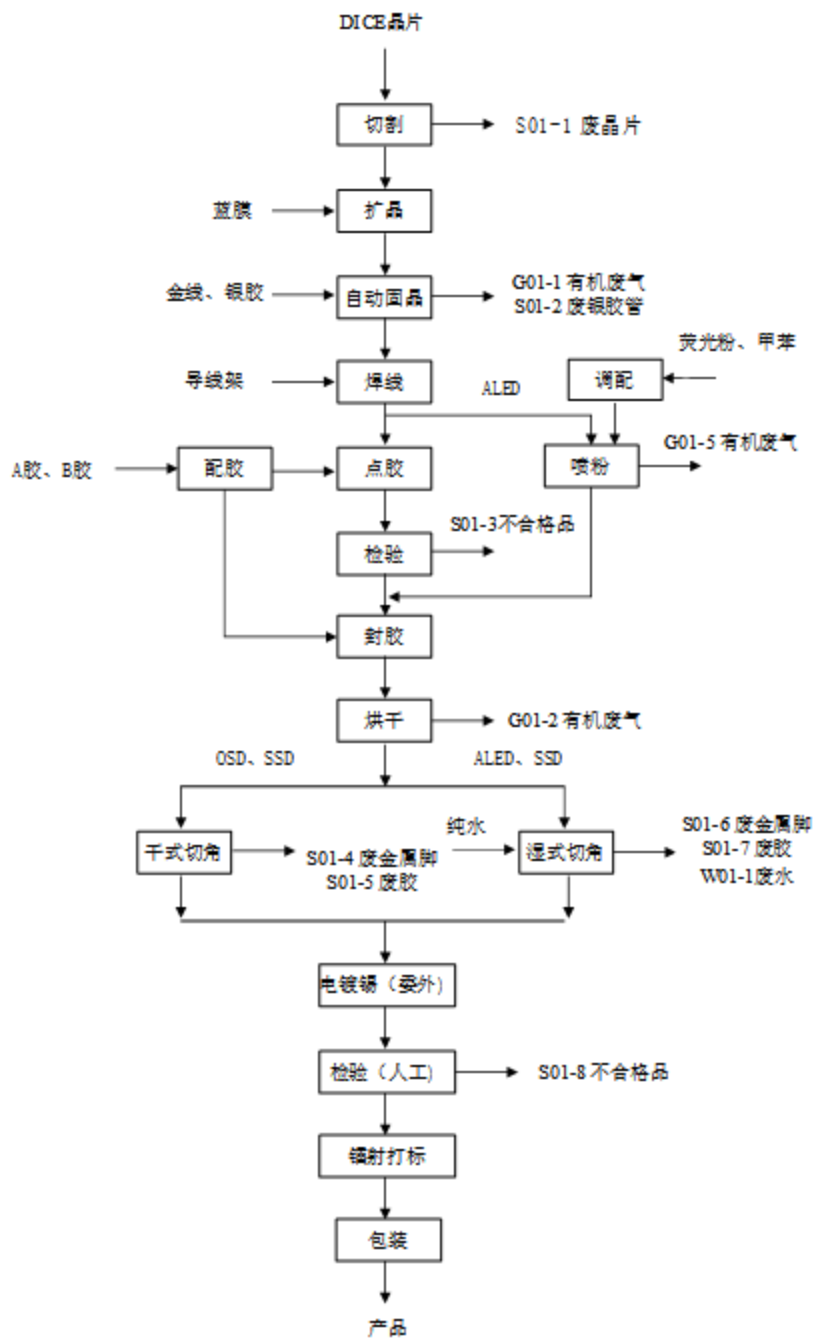 DICE晶片
切割
S01-1 废晶片
蓝膜
扩晶
金线、银胶
自动固晶
G01-1 有机废气
S01-2 废银胶管
荧光粉、甲苯
导线架
焊线
ALED
调配
A胶、B胶
配胶
点胶
喷粉
G01-5 有机废气
S01-3不合格品
检验
封胶
烘干
G01-2 有机废气
OSD、SSD
ALED、SSD
干式切角
S01-4 废金属脚
S01-5 废胶
纯水
湿式切角
S01-6 废金属脚
S01-7 废胶
W01-1废水
电镀锡（委外）
检验（人工）
S01-8 不合格品
镭射打标
包装
产品